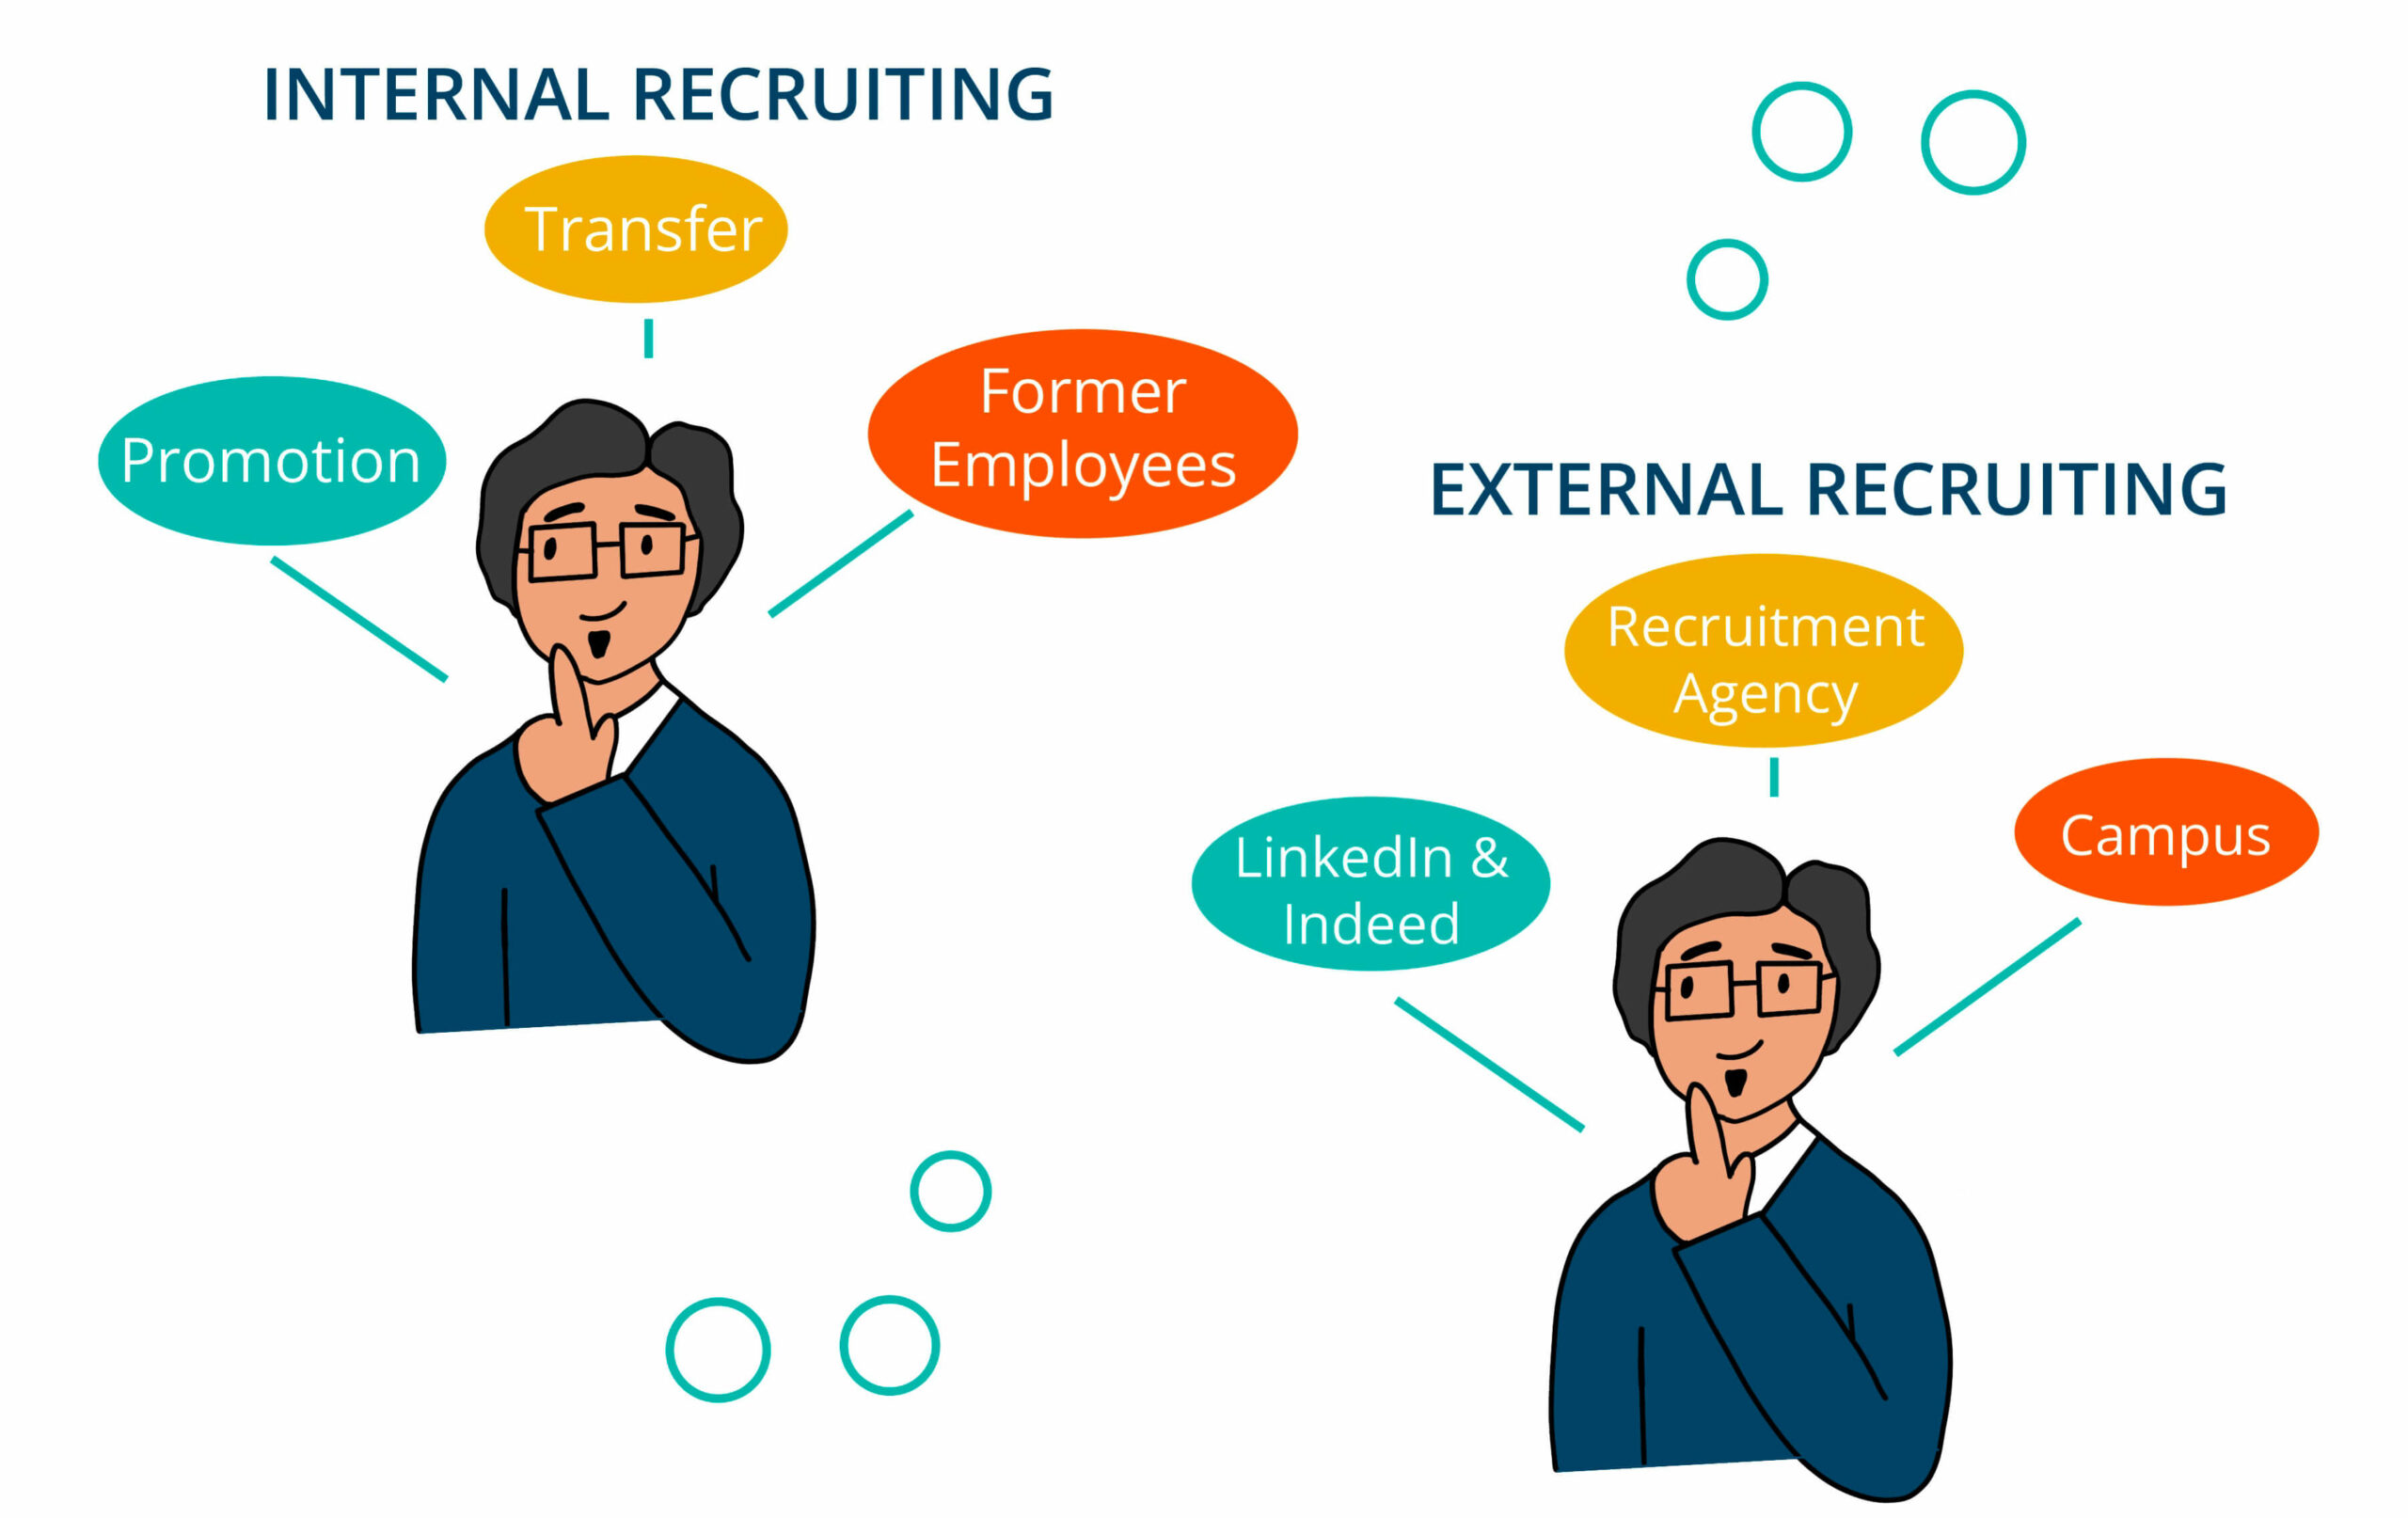 INTERNAL RECRUITING
Transfer
Promotion
Former
Employees
EXTERNAL RECRUITING
Recruitment
Agency
LinkedIn &
Indeed
Campus